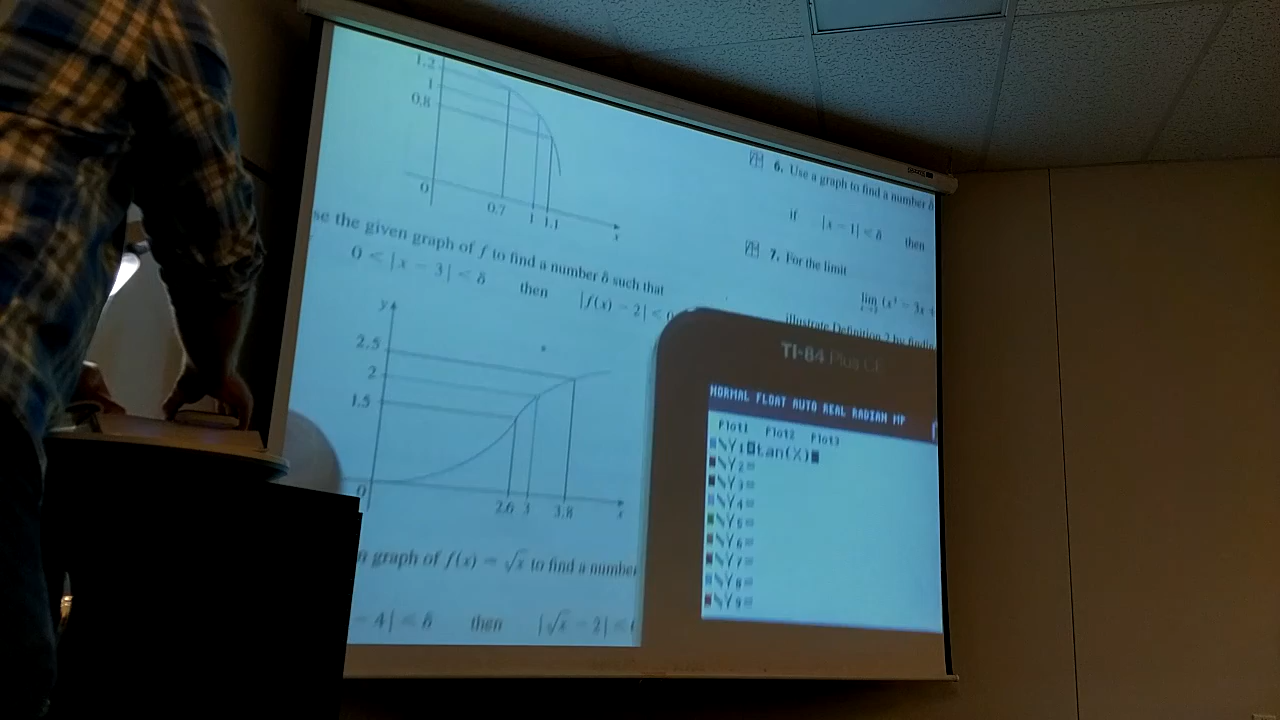 1.2
1
0.8
0
0.7 1 1.1 x
se the given graph of f to find a number δ such that
0 < |x − 3| < δ then |f(x) − 2| < 0
y
2.5
2
1.5
0
2.6 3 3.8 x
graph of f(x) = √x to find a number
− 4| < δ then |√x − 2| <
6. Use a graph to find a number δ
if |x − 1| < δ then
7. For the limit
lim (x³ − 3x +
illustrate Definition 2 by
TI-84 Plus CE
NORMAL FLOAT AUTO REAL RADIAN MP
Plot1 Plot2 Plot3
\Y1=tan(X)
\Y2=
\Y3=
\Y4=
\Y5=
\Y6=
\Y7=
\Y8=
\Y9=